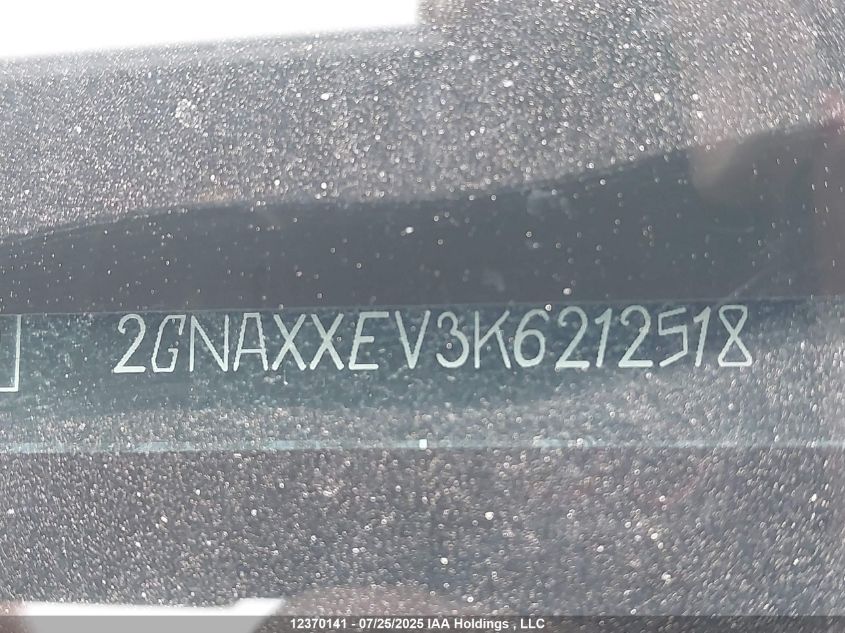 2GNAXXEV3K6212518
12370141 - 07/25/2025 IAA Holdings , LLC